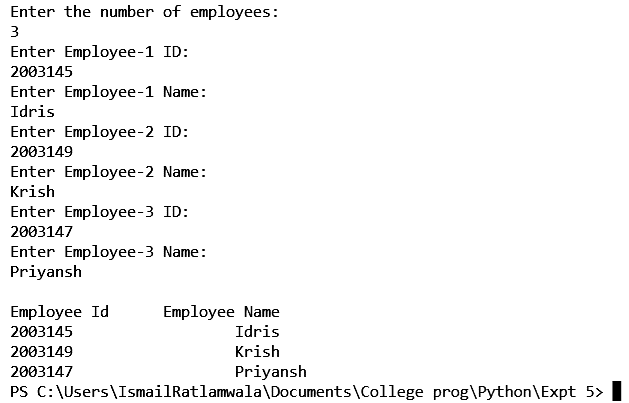 Enter the number of employees:
3
Enter Employee-1 ID:
2003145
Enter Employee-1 Name:
Idris
Enter Employee-2 ID:
2003149
Enter Employee-2 Name:
Krish
Enter Employee-3 ID:
2003147
Enter Employee-3 Name:
Priyansh
Employee Id      Employee Name
2003145                  Idris
2003149                  Krish
2003147                  Priyansh
PS C:\Users\IsmailRatlamwala\Documents\College prog\Python\Expt 5>